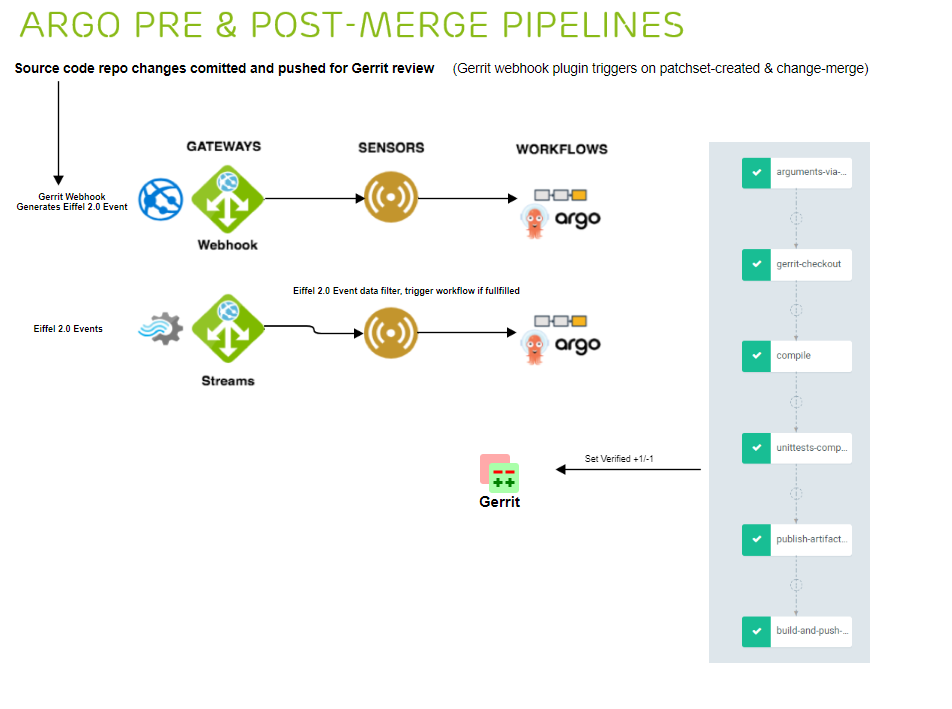 ARGO PRE & POST-MERGE PIPELINES
Source code repo changes comitted and pushed for Gerrit review (Gerrit webhook plugin triggers on patchset-created & change-merge)
GATEWAYS
SENSORS
WORKFLOWS
Gerrit Webhook
Generates Eiffel 2.0 Event
argo
Webhook
Eiffel 2.0 Event data filter, trigger workflow if fullfilled
Eiffel 2.0 Events
argo
Streams
Set Verified +1/-1
Gerrit
arguments-via-...
gerrit-checkout
compile
unittests-comp...
publish-artifact...
build-and-push-...